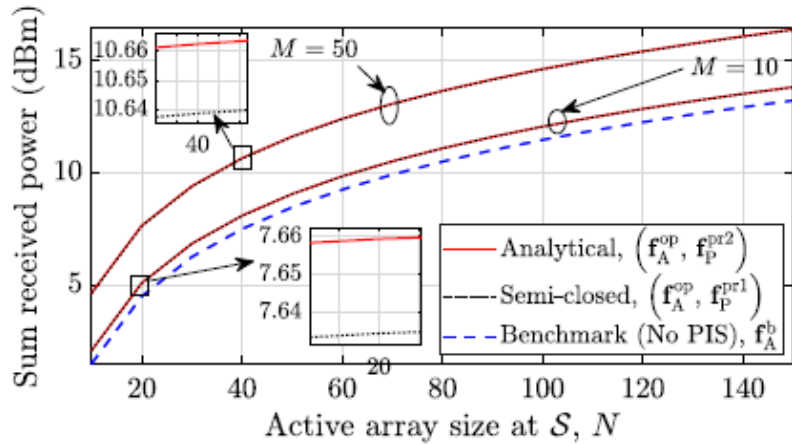 Sum received power (dBm)
15
10
5
10.66
10.65
10.64
40
M = 50
M = 10
7.66
7.65
7.64
20
Analytical, (f_A^op, f_P^pr2)
Semi-closed, (f_A^op, f_P^pr1)
Benchmark (No PIS), f_A^b
20 40 60 80 100 120 140
Active array size at 𝒮, N